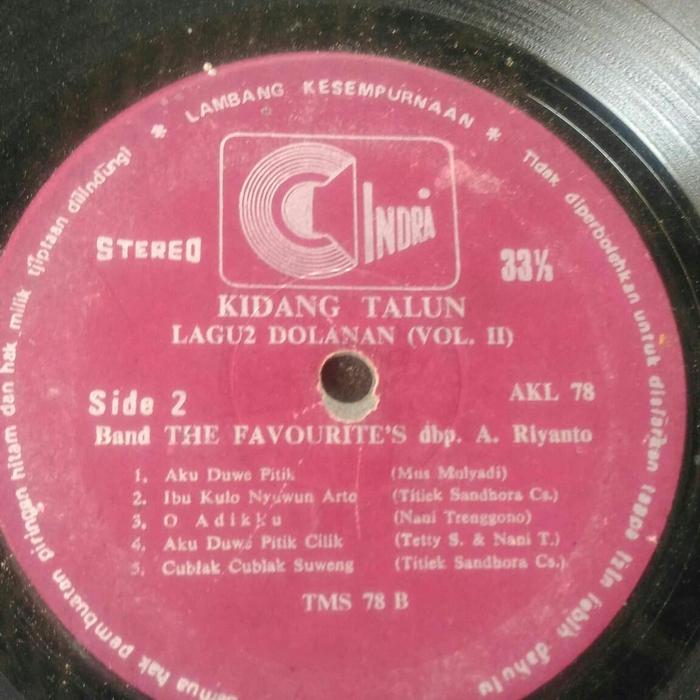 * LAMBANG KESEMPURNAAN *
Tidak diperbolehkan untuk disiarkan tanpa izin lebih dahulu
Semua hak pembuatan piringan hitam dan hak milik tjiptaan dilindungi
INDRA
STEREO
33⅓
KIDANG TALUN
LAGU2 DOLANAN (VOL. II)
Side 2
AKL 78
Band THE FAVOURITE'S dbp. A. Riyanto
1. Aku Duwe Pitik (Mus Mulyadi)
2. Ibu Kulo Nyuwun Arto (Titiek Sandhora Cs.)
3. O Adikku (Nani Trenggono)
4. Aku Duwe Pitik Cilik (Tetty S. & Nani T.)
5. Cublak Cublak Suweng (Titiek Sandhora Cs.)
TMS 78 B